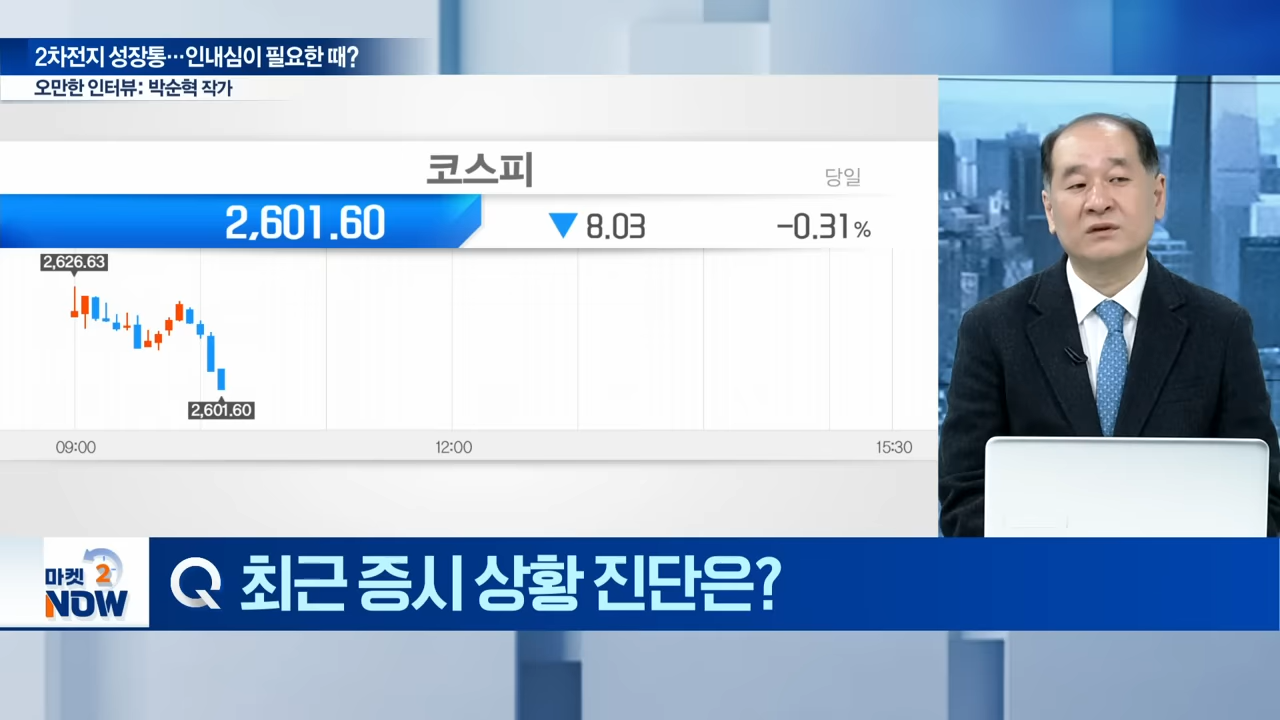 2차전지 성장통…인내심이 필요한 때?
오만한 인터뷰: 박순혁 작가
코스피
당일
2,601.60 ▼ 8.03 -0.31%
2,626.63
2,601.60
09:00 12:00 15:30
마켓 2
NOW
Q 최근 증시 상황 진단은?